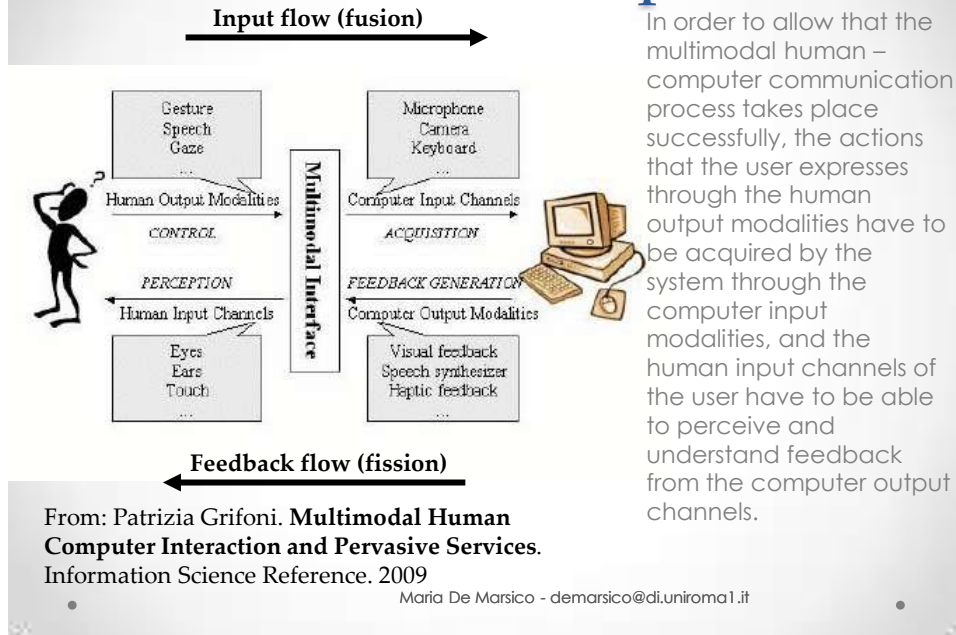 Input flow (fusion)
Gesture
Speech
Gaze
...
Human Output Modalities
CONTROL
PERCEPTION
Human Input Channels
Eyes
Ears
Touch
...
Multimodal Interface
Microphone
Camera
Keyboard
...
Computer Input Channels
ACQUISITION
FEEDBACK GENERATION
Computer Output Modalities
Visual feedback
Speech synthesizer
Haptic feedback
...
?
Feedback flow (fission)
From: Patrizia Grifoni. Multimodal Human
Computer Interaction and Pervasive Services.
Information Science Reference. 2009
In order to allow that the
multimodal human –
computer communication
process takes place
successfully, the actions
that the user expresses
through the human
output modalities have to
be acquired by the
system through the
computer input
modalities, and the
human input channels of
the user have to be able
to perceive and
understand feedback
from the computer output
channels.
Maria De Marsico - demarsico@di.uniroma1.it